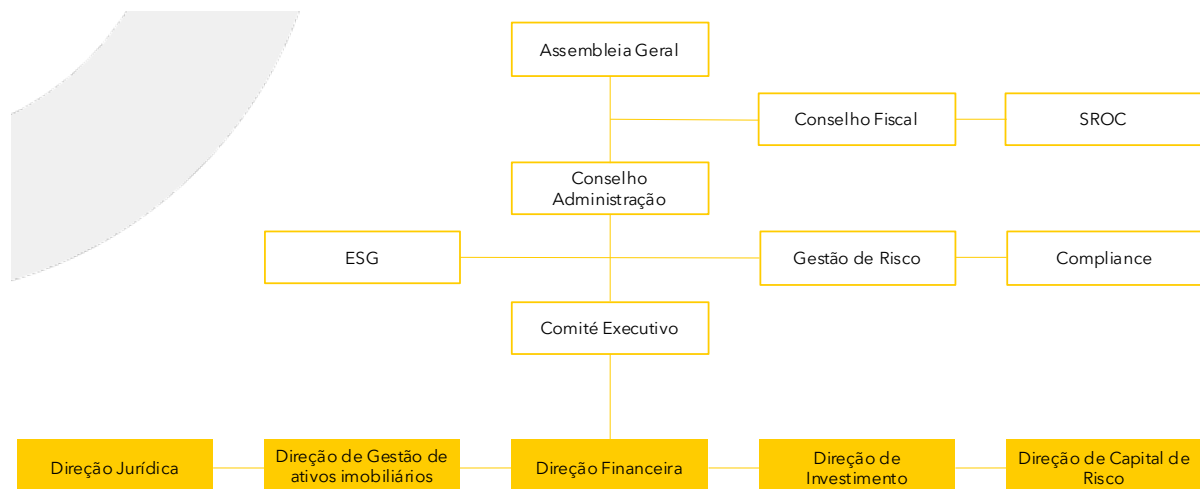 Assembleia Geral
Conselho Fiscal
SROC
Conselho
Administração
ESG
Gestão de Risco
Compliance
Comité Executivo
Direção Jurídica
Direção de Gestão de
ativos imobiliários
Direção Financeira
Direção de
Investimento
Direção de Capital de
Risco